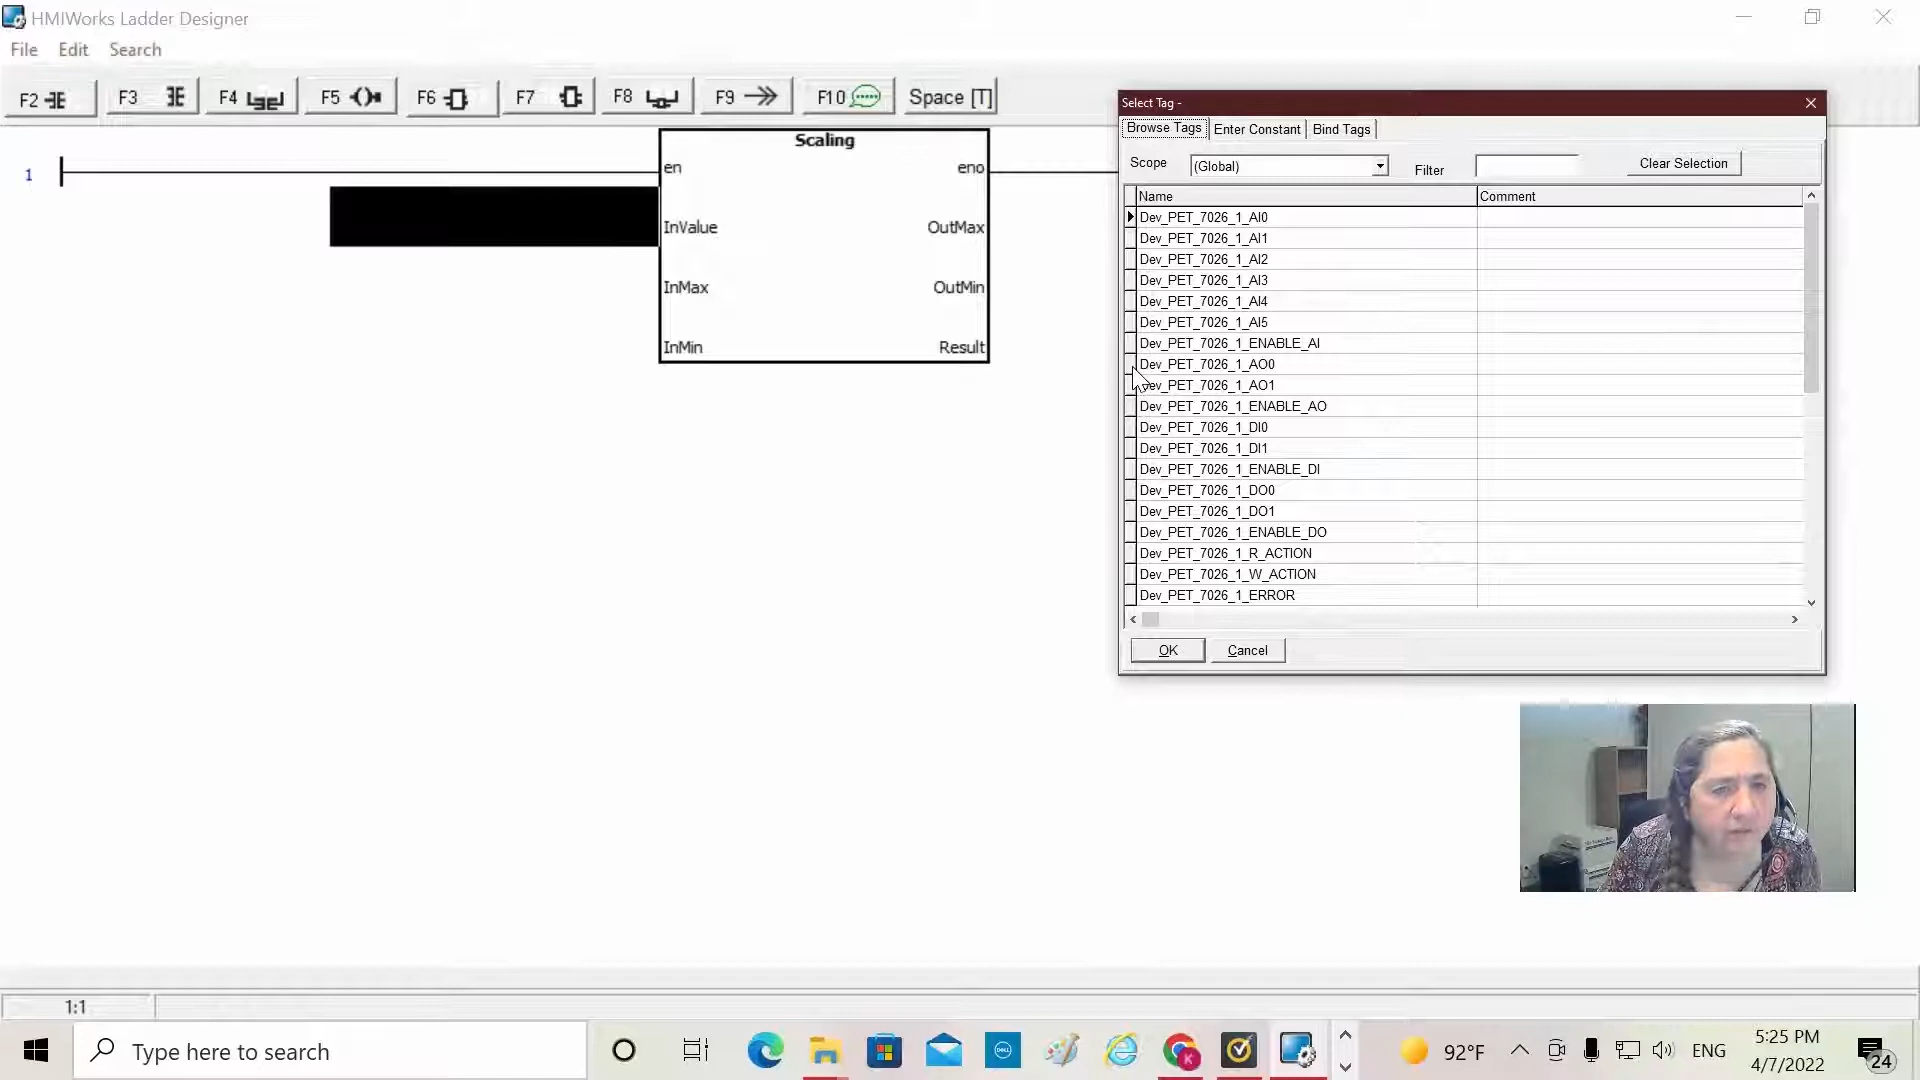 HMIWorks Ladder Designer
File Edit Search
F2 F3 F4 F5 F6 F7 F8 F9 F10 Space [T]
1
Scaling
en eno
InValue OutMax
InMax OutMin
InMin Result
Select Tag -
Browse Tags Enter Constant Bind Tags
Scope (Global) Filter Clear Selection
Name Comment
Dev_PET_7026_1_AI0
Dev_PET_7026_1_AI1
Dev_PET_7026_1_AI2
Dev_PET_7026_1_AI3
Dev_PET_7026_1_AI4
Dev_PET_7026_1_AI5
Dev_PET_7026_1_ENABLE_AI
Dev_PET_7026_1_AO0
Dev_PET_7026_1_AO1
Dev_PET_7026_1_ENABLE_AO
Dev_PET_7026_1_DI0
Dev_PET_7026_1_DI1
Dev_PET_7026_1_ENABLE_DI
Dev_PET_7026_1_DO0
Dev_PET_7026_1_DO1
Dev_PET_7026_1_ENABLE_DO
Dev_PET_7026_1_R_ACTION
Dev_PET_7026_1_W_ACTION
Dev_PET_7026_1_ERROR
OK Cancel
1:1
Type here to search
DELL
K
92°F
ENG
5:25 PM
4/7/2022
24